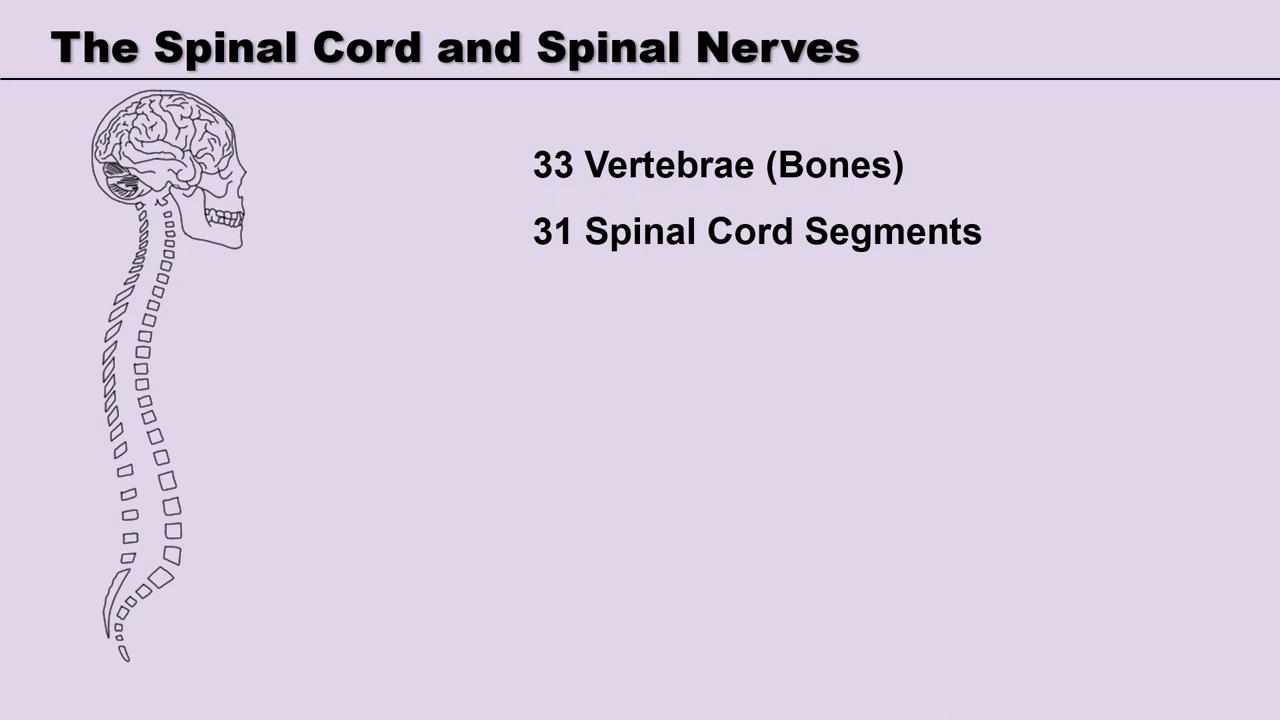 The Spinal Cord and Spinal Nerves
33 Vertebrae (Bones)
31 Spinal Cord Segments